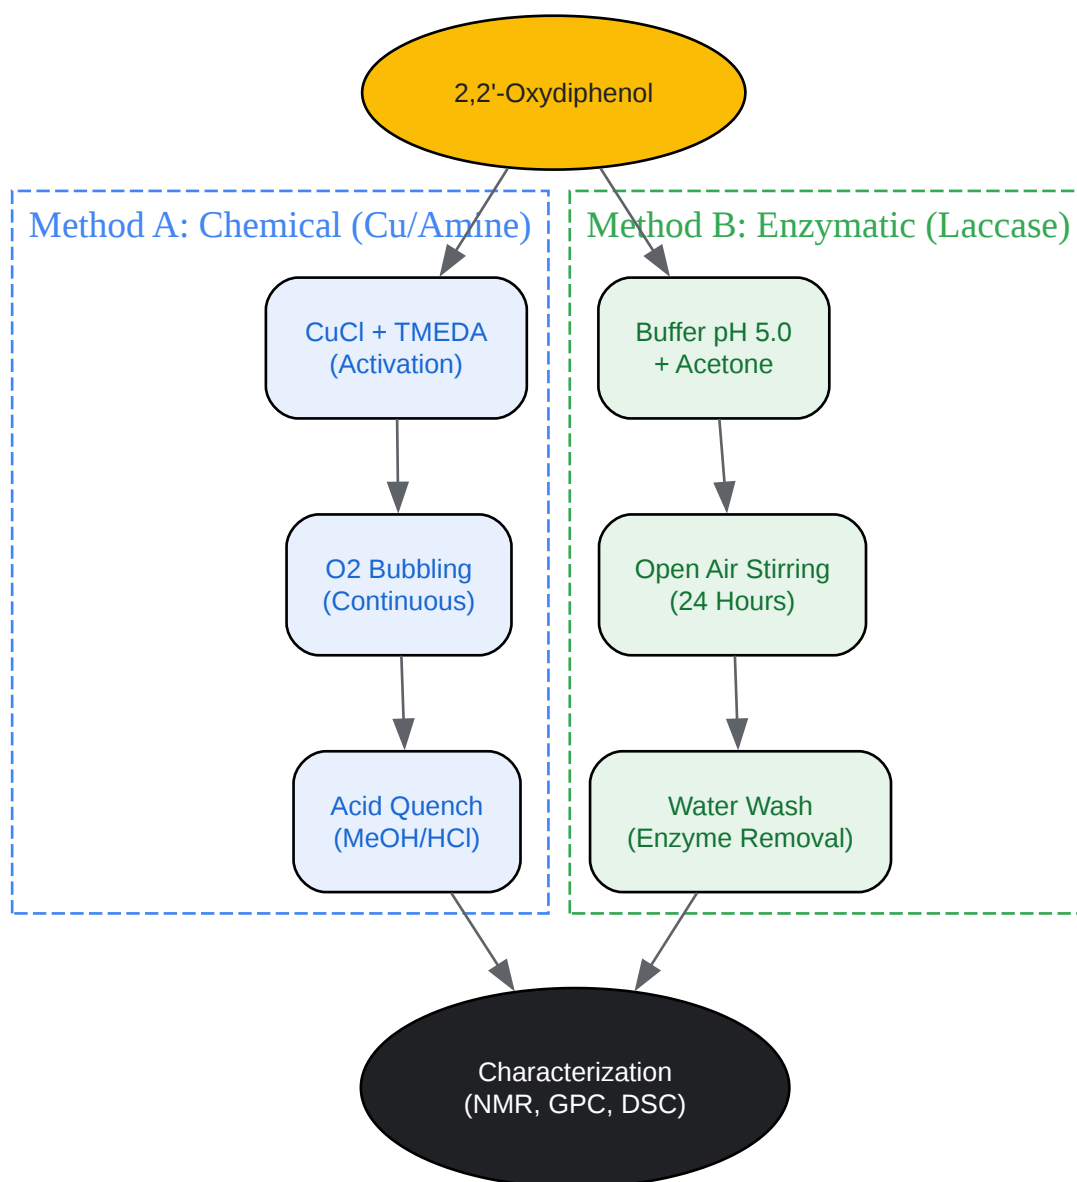 2,2'-Oxydiphenol
Method A: Chemical (Cu/Amine)
CuCl + TMEDA
(Activation)
O2 Bubbling
(Continuous)
Acid Quench
(MeOH/HCl)
Method B: Enzymatic (Laccase)
Buffer pH 5.0
+ Acetone
Open Air Stirring
(24 Hours)
Water Wash
(Enzyme Removal)
Characterization
(NMR, GPC, DSC)